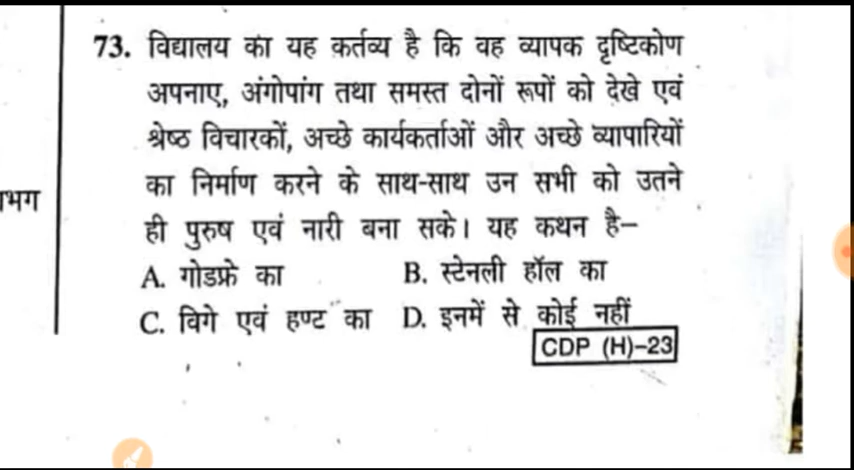 73. विद्यालय का यह कर्तव्य है कि वह व्यापक दृष्टिकोण
अपनाए, अंगोपांग तथा समस्त दोनों रूपों को देखे एवं
श्रेष्ठ विचारकों, अच्छे कार्यकर्ताओं और अच्छे व्यापारियों
का निर्माण करने के साथ-साथ उन सभी को उतने
ही पुरुष एवं नारी बना सके। यह कथन है–
A. गोडफ्रे का B. स्टेनली हॉल का
C. विगे एवं हण्ट का D. इनमें से कोई नहीं
CDP (H)–23